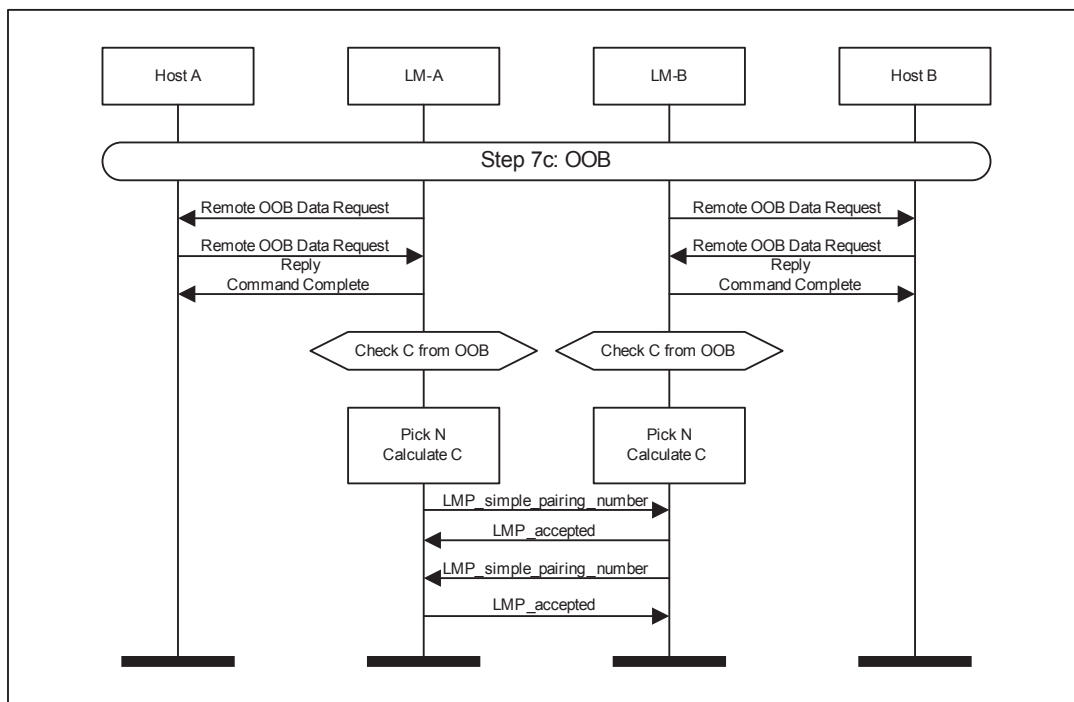 Host A
LM-A
LM-B
Host B
Step 7c: OOB
Remote OOB Data Request
Remote OOB Data Request
Remote OOB Data Request
Reply
Remote OOB Data Request
Reply
Command Complete
Command Complete
Check C from OOB
Check C from OOB
Pick N
Calculate C
Pick N
Calculate C
LMP_simple_pairing_number
LMP_accepted
LMP_simple_pairing_number
LMP_accepted